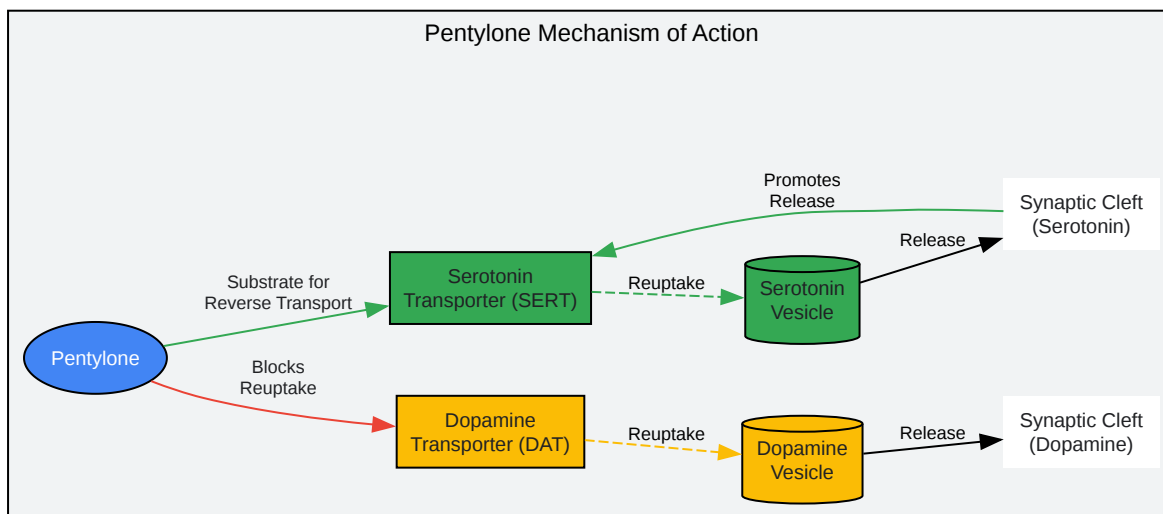 Pentylone Mechanism of Action
Promotes
Release
Synaptic Cleft
(Serotonin)
Release
Substrate for
Reverse Transport
Serotonin
Transporter (SERT)
Reuptake
Serotonin
Vesicle
Pentylone
Blocks
Reuptake
Dopamine
Transporter (DAT)
Reuptake
Dopamine
Vesicle
Release
Synaptic Cleft
(Dopamine)